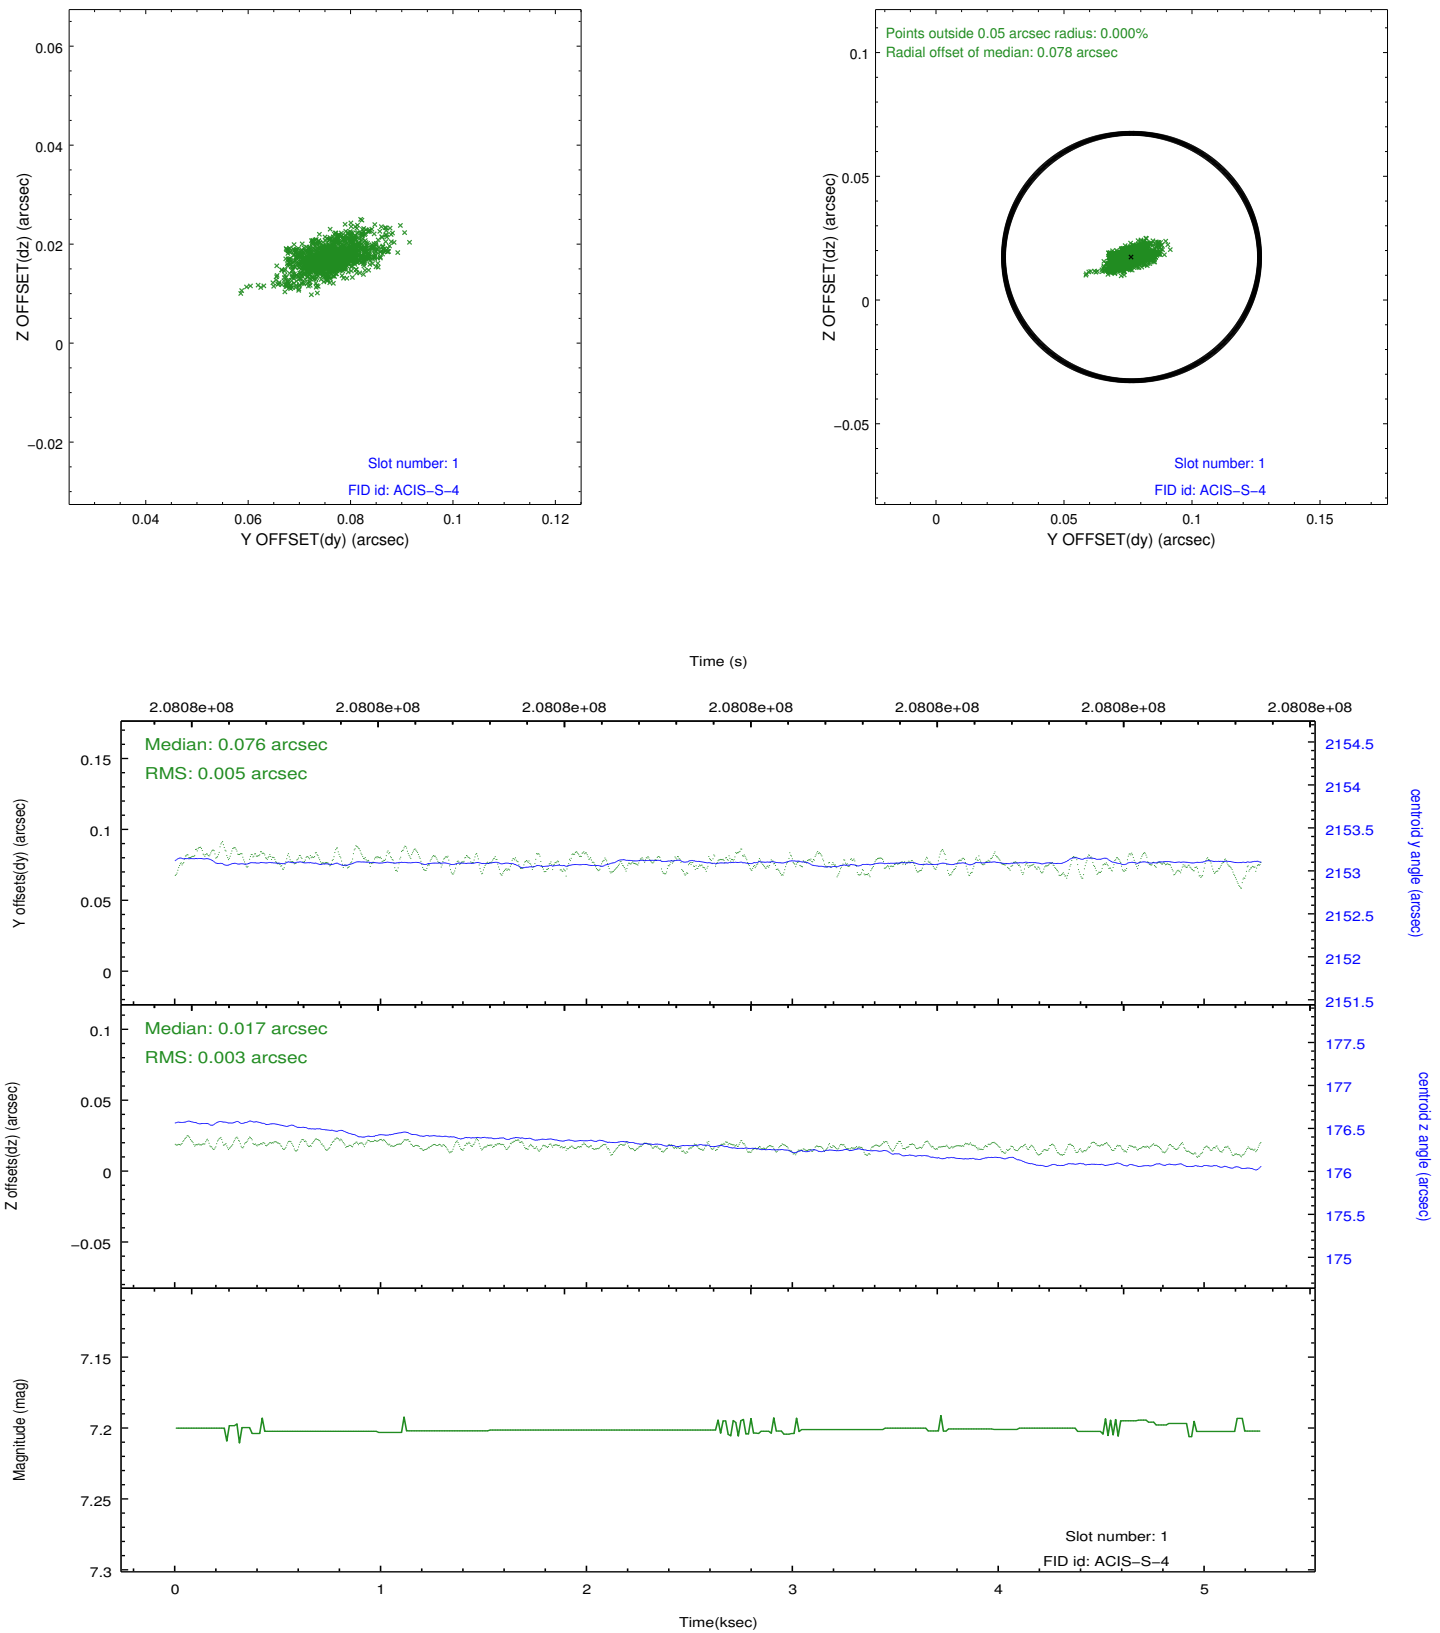 0.06
0.04
0.02
0
−0.02
Z OFFSET(dz) (arcsec)
Slot number: 1
FID id: ACIS−S−4
0.04
0.06
0.08
0.1
0.12
Y OFFSET(dy) (arcsec)
Points outside 0.05 arcsec radius: 0.000%
Radial offset of median: 0.078 arcsec
0.1
0.05
0
−0.05
Z OFFSET(dz) (arcsec)
Slot number: 1
FID id: ACIS−S−4
0
0.05
0.1
0.15
Y OFFSET(dy) (arcsec)
Time (s)
2.0808e+08
2.0808e+08
2.0808e+08
2.0808e+08
2.0808e+08
2.0808e+08
2.0808e+08
Median: 0.076 arcsec
RMS: 0.005 arcsec
0.15
0.1
0.05
0
Y offsets(dy) (arcsec)
2154.5
2154
2153.5
2153
2152.5
2152
2151.5
centroid y angle (arcsec)
Median: 0.017 arcsec
RMS: 0.003 arcsec
0.1
0.05
0
−0.05
Z offsets(dz) (arcsec)
177.5
177
176.5
176
175.5
175
centroid z angle (arcsec)
7.15
7.2
7.25
7.3
Magnitude (mag)
Slot number: 1
FID id: ACIS−S−4
0
1
2
3
4
5
Time(ksec)